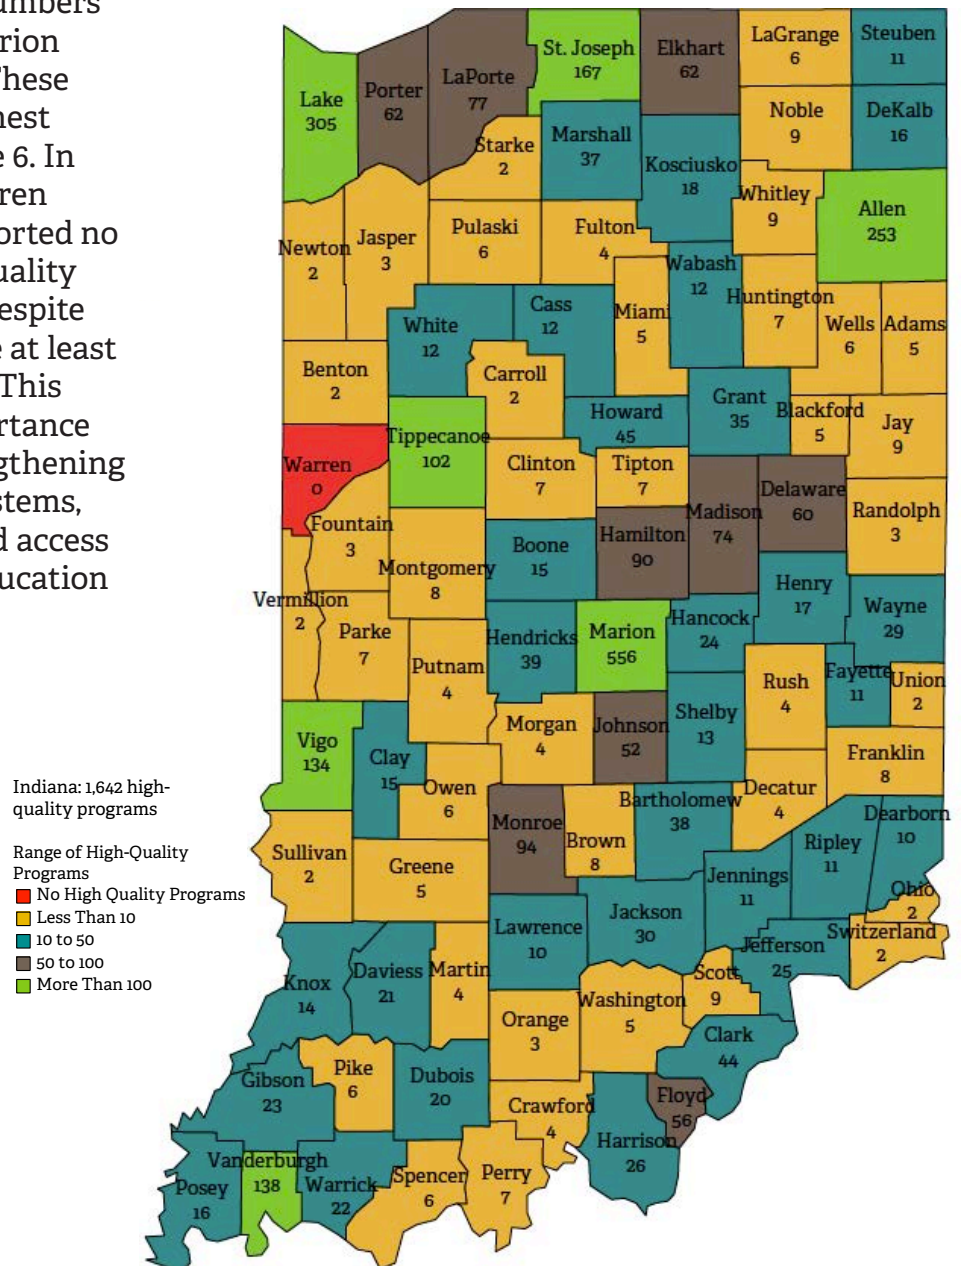 umbers
rion
These
nest
e 6. In
ren
orted no
uality
espite
e at least
This
rtance
gthening
stems,
d access
ucation
Lake
305
Porter
62
LaPorte
77
St. Joseph
167
Elkhart
62
LaGrange
6
Steuben
11
Noble
9
DeKalb
16
Starke
2
Marshall
37
Kosciusko
18
Whitley
9
Allen
253
Newton
2
Jasper
3
Pulaski
6
Fulton
4
Wabash
12
Miami
5
Huntington
7
Wells
6
Adams
5
White
12
Cass
12
Benton
2
Carroll
2
Howard
45
Grant
35
Blackford
5
Jay
9
Warren
0
Tippecanoe
102
Clinton
7
Tipton
7
Madison
74
Delaware
60
Randolph
3
Fountain
3
Montgomery
8
Boone
15
Hamilton
90
Henry
17
Wayne
29
Vermillion
2
Parke
7
Putnam
4
Hendricks
39
Marion
556
Hancock
24
Rush
4
Fayette
11
Union
2
Vigo
134
Clay
15
Owen
6
Morgan
4
Johnson
52
Shelby
13
Franklin
8
Decatur
4
Sullivan
2
Greene
5
Monroe
94
Brown
8
Bartholomew
38
Jennings
11
Ripley
11
Dearborn
10
Ohio
2
Switzerland
2
Lawrence
10
Jackson
30
Jefferson
25
Scott
9
Knox
14
Daviess
21
Martin
4
Orange
3
Washington
5
Clark
44
Floyd
56
Gibson
23
Pike
6
Dubois
20
Crawford
4
Harrison
26
Posey
16
Vanderburgh
138
Warrick
22
Spencer
6
Perry
7
Indiana: 1,642 high-
quality programs
Range of High-Quality
Programs
No High Quality Programs
Less Than 10
10 to 50
50 to 100
More Than 100